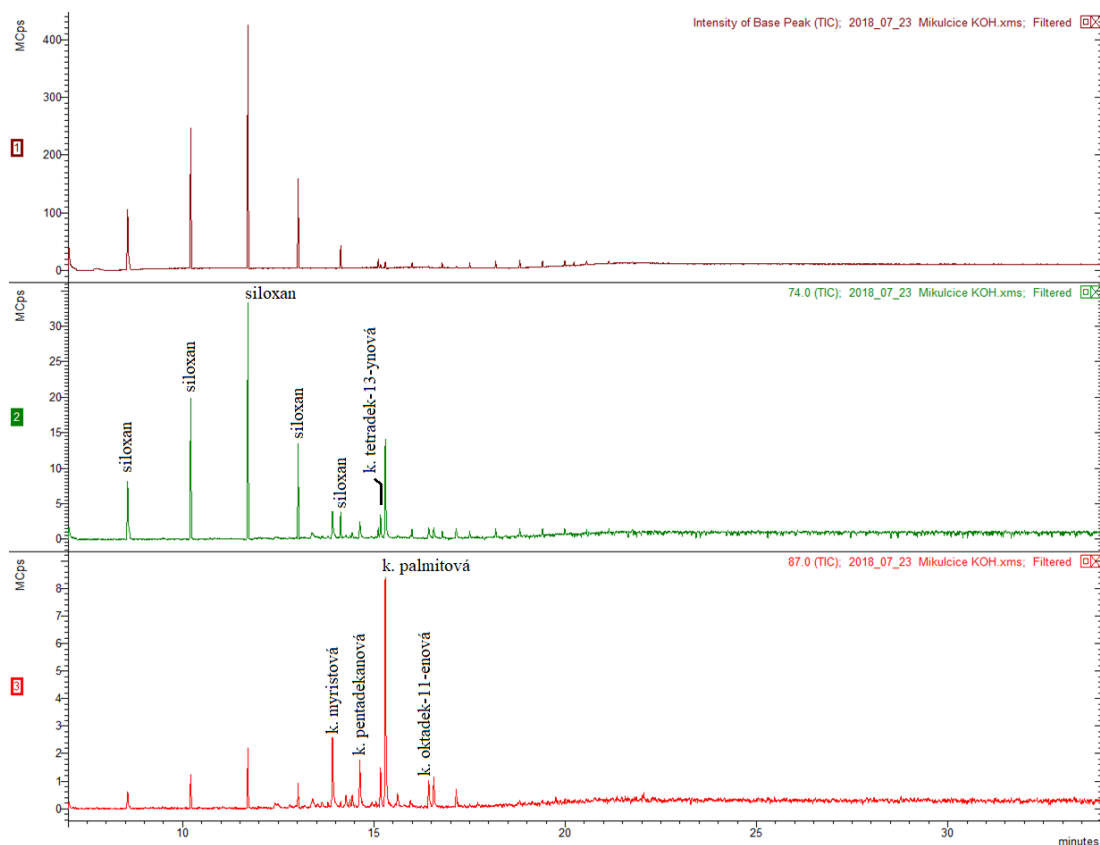 Intensity of Base Peak (TIC); 2018_07_23 Mikulcice KOH.xms; Filtered
MCps
400
300
200
100
0
1
74.0 (TIC); 2018_07_23 Mikulcice KOH.xms; Filtered
MCps
30
25
20
15
10
5
0
2
siloxan
siloxan
siloxan
siloxan
siloxan
k. tetradek-13-ynová
87.0 (TIC); 2018_07_23 Mikulcice KOH.xms; Filtered
MCps
8
7
6
5
4
3
2
1
0
3
k. myristová
k. pentadekanová
k. palmitová
k. oktadek-11-enová
10
15
20
25
30
minutes